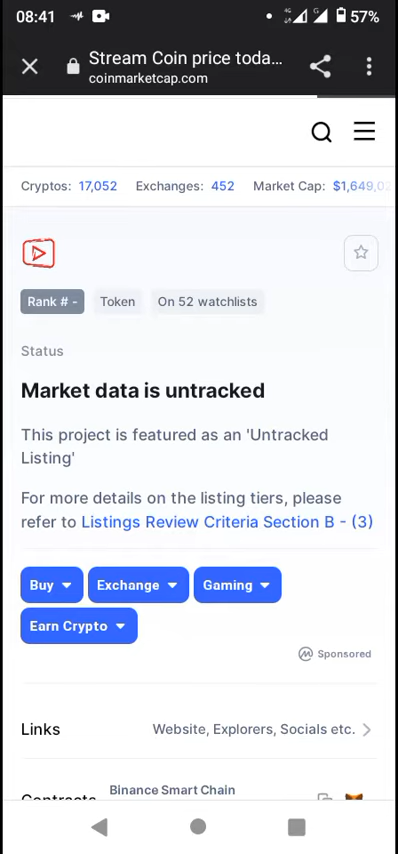 08:41
57%
Stream Coin price toda...
coinmarketcap.com
Cryptos: 17,052 Exchanges: 452 Market Cap: $1,649,02
Rank # - Token On 52 watchlists
Status
Market data is untracked
This project is featured as an 'Untracked
Listing'
For more details on the listing tiers, please
refer to Listings Review Criteria Section B - (3)
Buy Exchange Gaming
Earn Crypto
Sponsored
Links Website, Explorers, Socials etc.
Contracts Binance Smart Chain